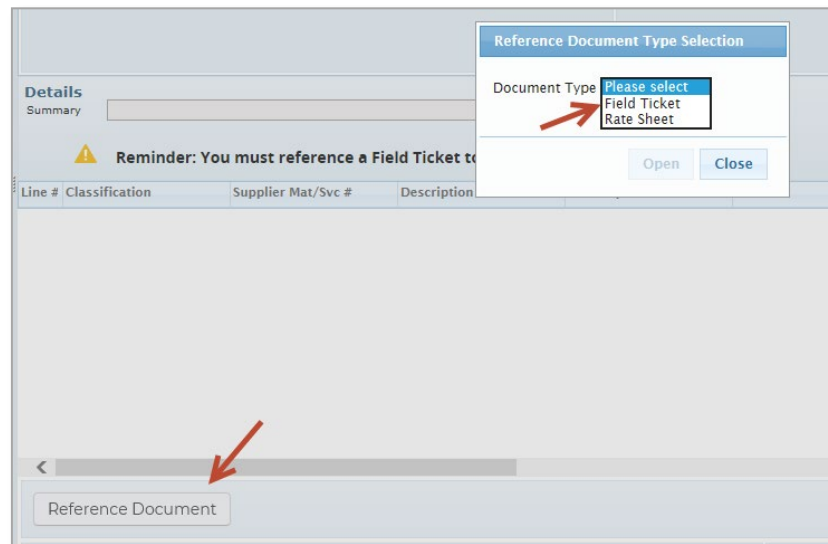 Reference Document Type Selection
Document Type Please select
Field Ticket
Rate Sheet
Open Close
Details
Summary
Reminder: You must reference a Field Ticket to
Line # Classification Supplier Mat/Svc # Description
Reference Document